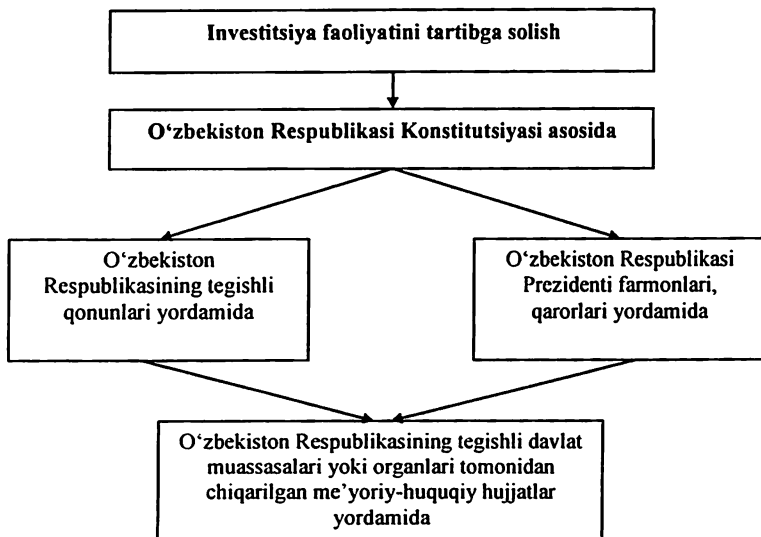 Investitsiya faoliyatini tartibga solish
O‘zbekiston Respublikasi Konstitutsiyasi asosida
O‘zbekiston
Respublikasining tegishli
qonunlari yordamida
O‘zbekiston Respublikasi
Prezidenti farmonlari,
qarorlari yordamida
O‘zbekiston Respublikasining tegishli davlat
muassasalari yoki organlari tomonidan
chiqarilgan me’yoriy-huquqiy hujjatlar
yordamida